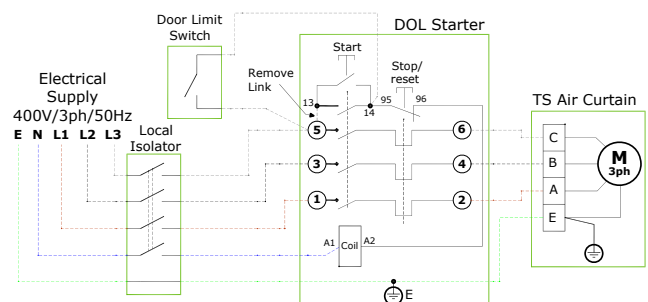 Door Limit
Switch
DOL Starter
Start
Stop/
reset
Remove
Link
Electrical
Supply
400V/3ph/50Hz
E N L1 L2 L3
Local
Isolator
13
14
95
96
5
6
3
4
1
2
A1
Coil
A2
E
TS Air Curtain
C
B
A
E
M
3ph